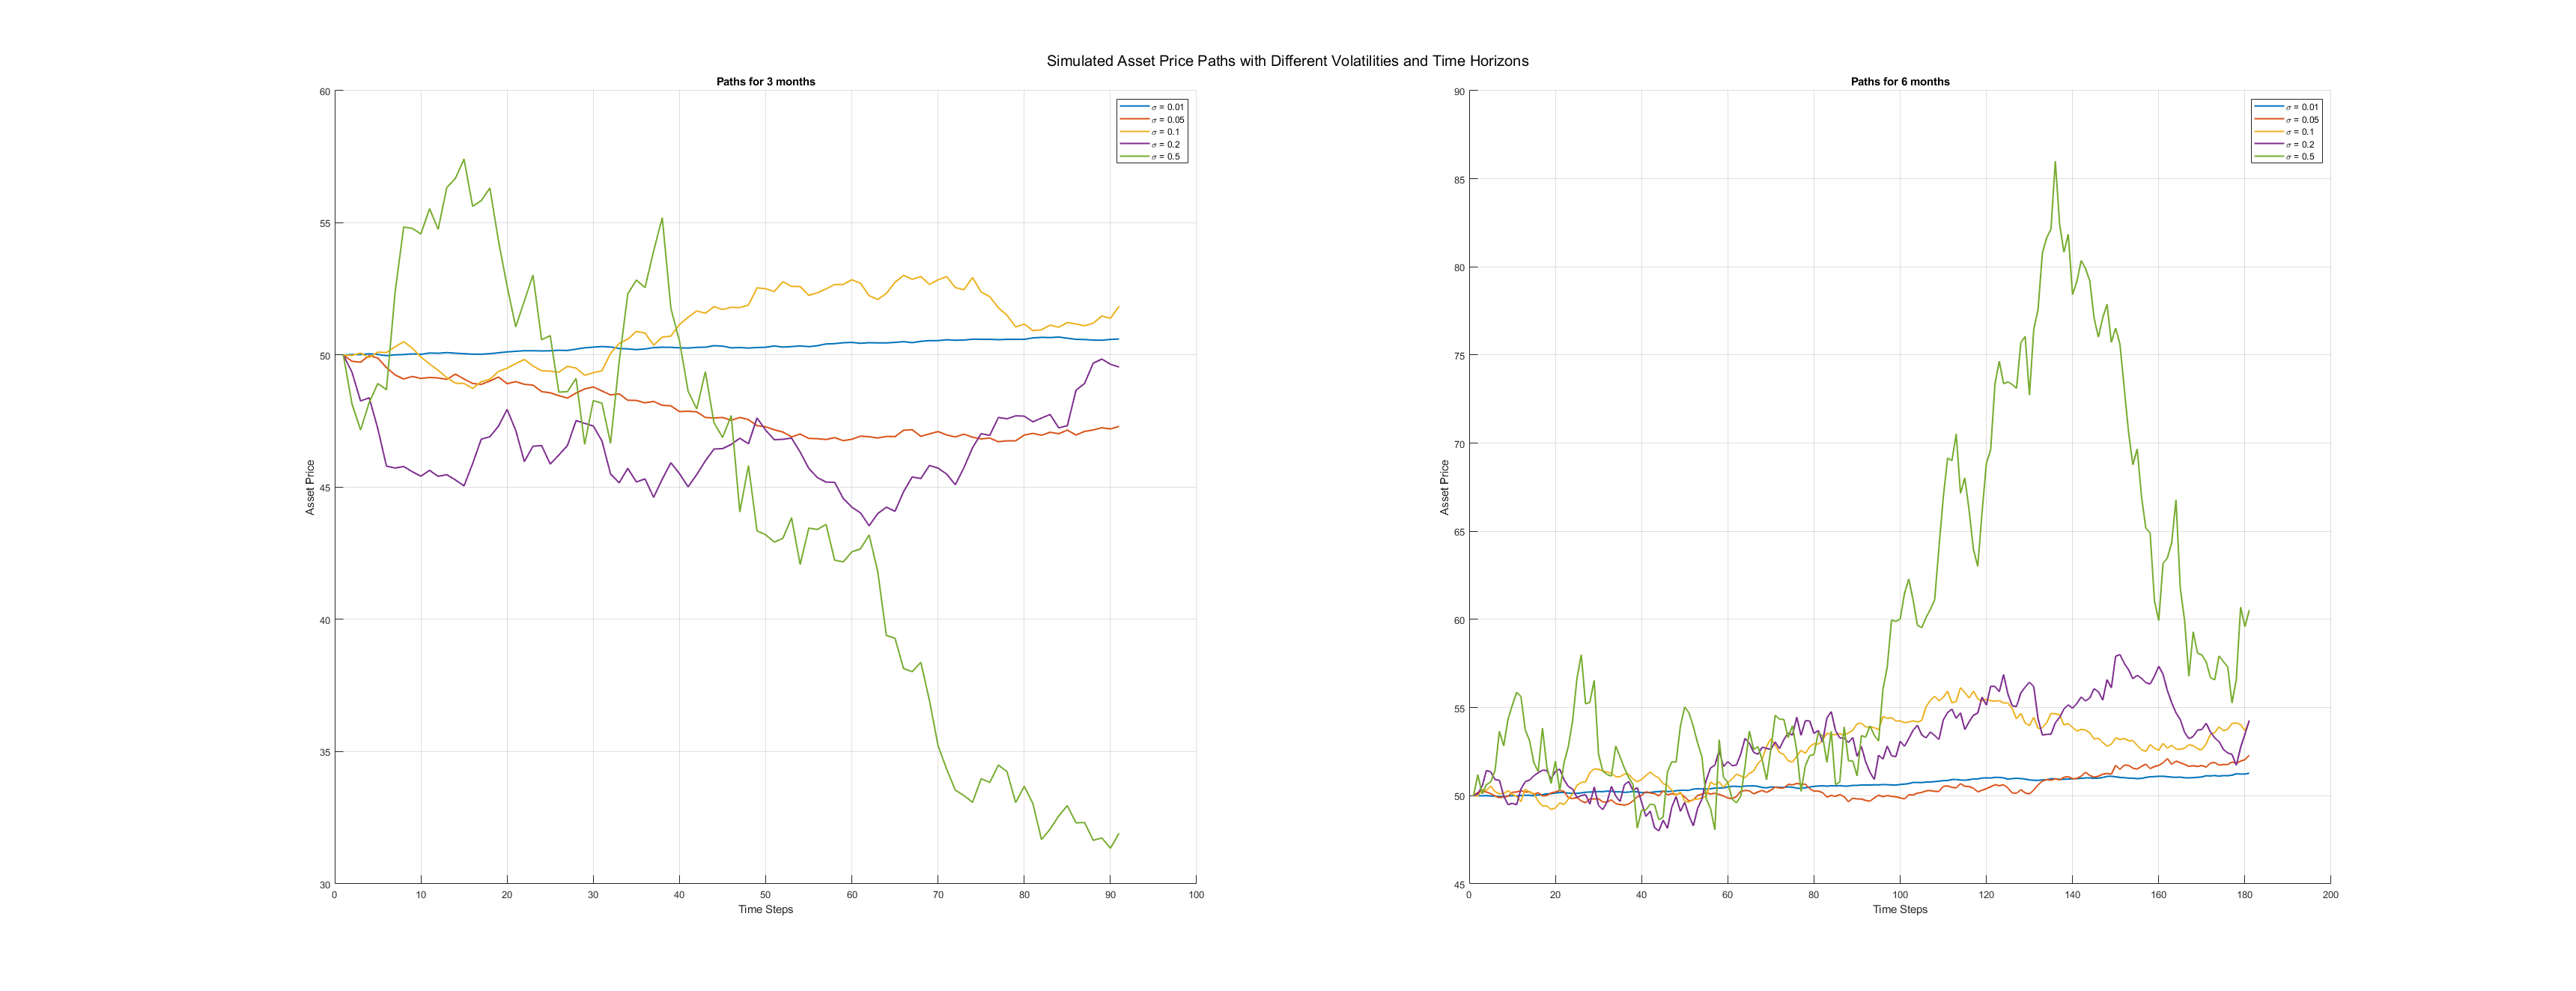 Simulated Asset Price Paths with Different Volatilities and Time Horizons
Paths for 3 months
60
55
50
45
40
35
30
Asset Price
0 10 20 30 40 50 60 70 80 90 100
Time Steps
σ = 0.01
σ = 0.05
σ = 0.1
σ = 0.2
σ = 0.5
Paths for 6 months
90
85
80
75
70
65
60
55
50
45
Asset Price
0 20 40 60 80 100 120 140 160 180 200
Time Steps
σ = 0.01
σ = 0.05
σ = 0.1
σ = 0.2
σ = 0.5